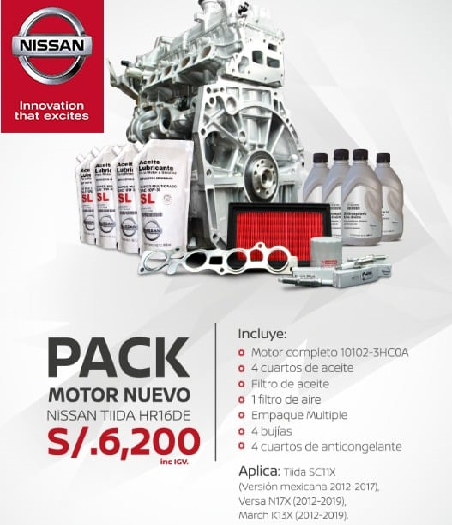 NISSAN
Innovation
that excites
Aceite
Lubricante
SL
NISSAN
PACK
MOTOR NUEVO
NISSAN TIIDA HR16DE
S/.6,200
inc IGV.
Incluye:
Motor completo 10102-3HC0A
4 cuartos de aceite
Filtro de aceite
1 filtro de aire
Empaque Multiple
4 bujías
4 cuartos de anticongelante
Aplica: Tiida SC11X
(Versión mexicana 2012-2017),
Versa N17X (2012-2019),
March K13X (2012-2019).